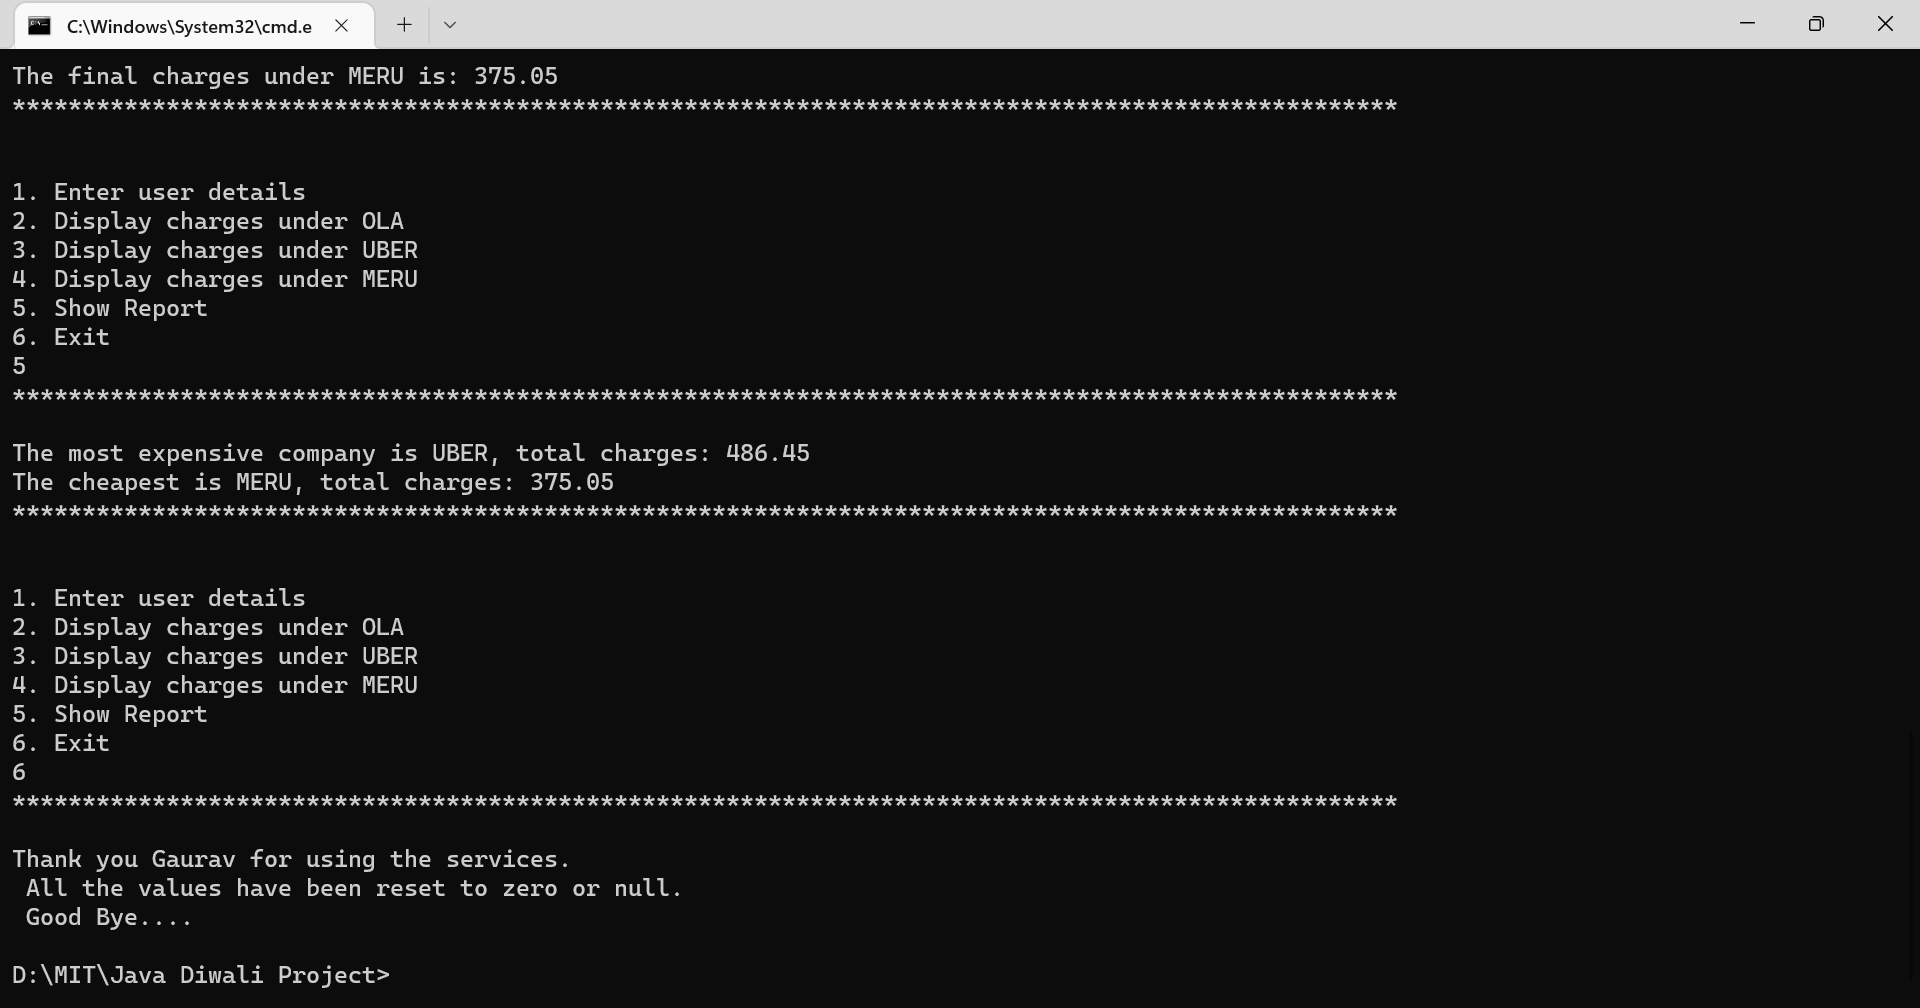 C:\Windows\System32\cmd.e
The final charges under MERU is: 375.05
***************************************************************************************************
1. Enter user details
2. Display charges under OLA
3. Display charges under UBER
4. Display charges under MERU
5. Show Report
6. Exit
5
***************************************************************************************************
The most expensive company is UBER, total charges: 486.45
The cheapest is MERU, total charges: 375.05
***************************************************************************************************
1. Enter user details
2. Display charges under OLA
3. Display charges under UBER
4. Display charges under MERU
5. Show Report
6. Exit
6
***************************************************************************************************
Thank you Gaurav for using the services.
All the values have been reset to zero or null.
Good Bye....
D:\MIT\Java Diwali Project>